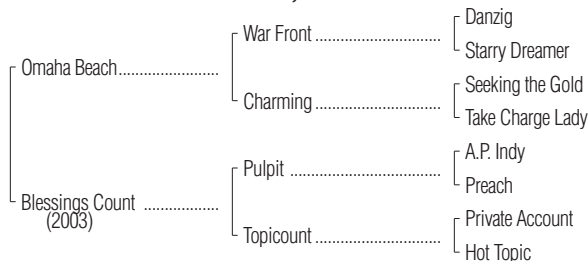 Danzig
War Front
Starry Dreamer
Omaha Beach
Seeking the Gold
Charming
Take Charge Lady
A.P. Indy
Pulpit
Preach
Blessings Count
(2003)
Private Account
Topicount
Hot Topic